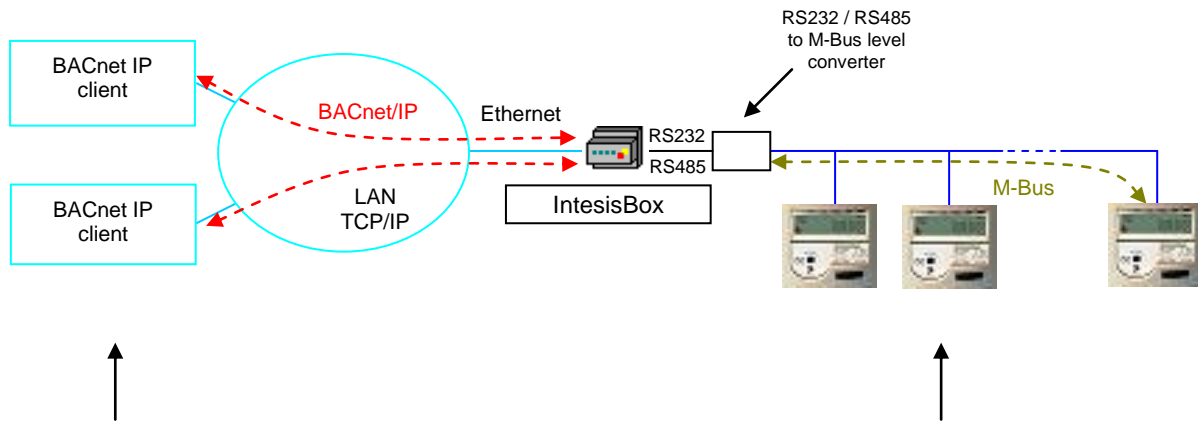 RS232 / RS485
to M-Bus level
converter
BACnet IP
client
BACnet/IP
Ethernet
RS232
RS485
IntesisBox
LAN
TCP/IP
BACnet IP
client
M-Bus